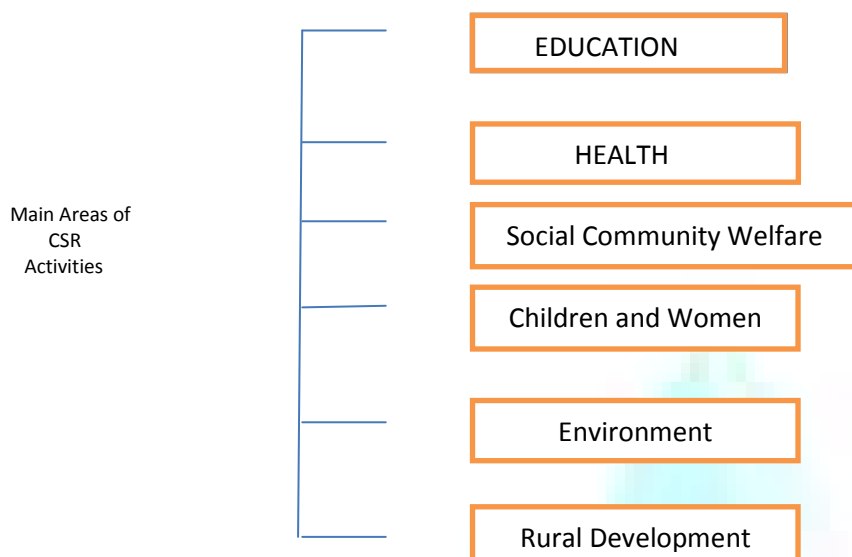 EDUCATION
HEALTH
Main Areas of
CSR
Activities
Social Community Welfare
Children and Women
Environment
Rural Development